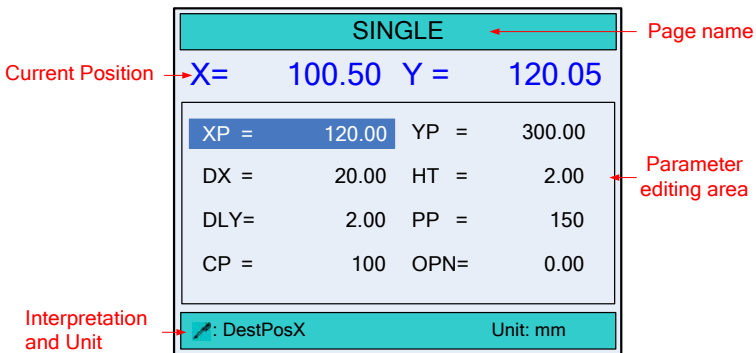 SINGLE
Page name
Current Position
X= 100.50 Y = 120.05
XP = 120.00 YP = 300.00
DX = 20.00 HT = 2.00
Parameter
editing area
DLY= 2.00 PP = 150
CP = 100 OPN= 0.00
Interpretation
and Unit
: DestPosX Unit: mm